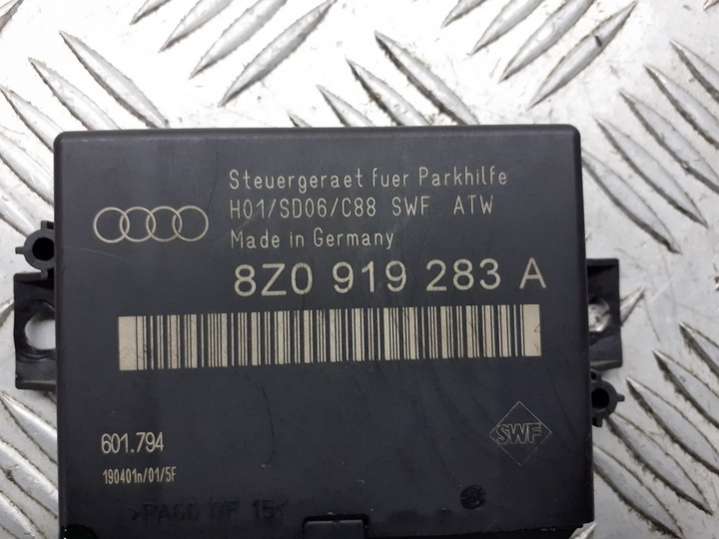 Steuergeraet fuer Parkhilfe
H01/SD06/C88 SWF ATW
Made in Germany
8Z0 919 283 A
601.794
190401n/01/5F
SWF